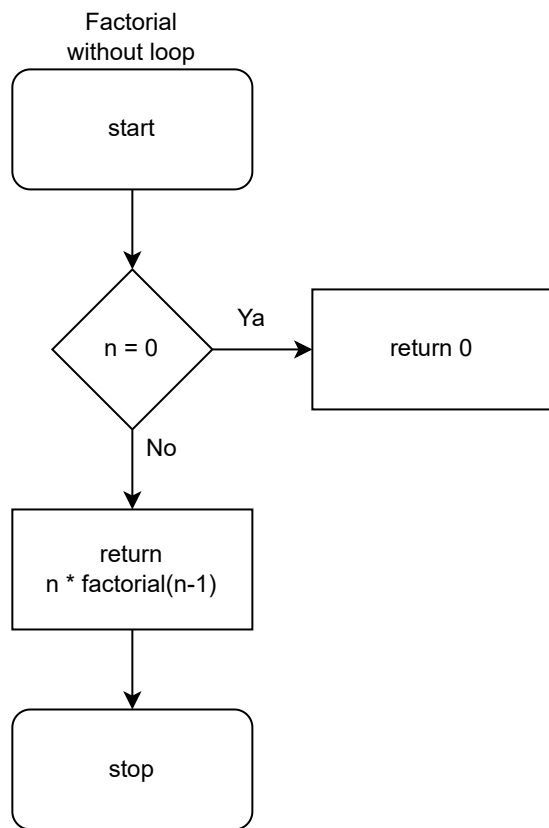 Factorial
without loop
start
n = 0
Ya
return 0
No
return
n * factorial(n-1)
stop